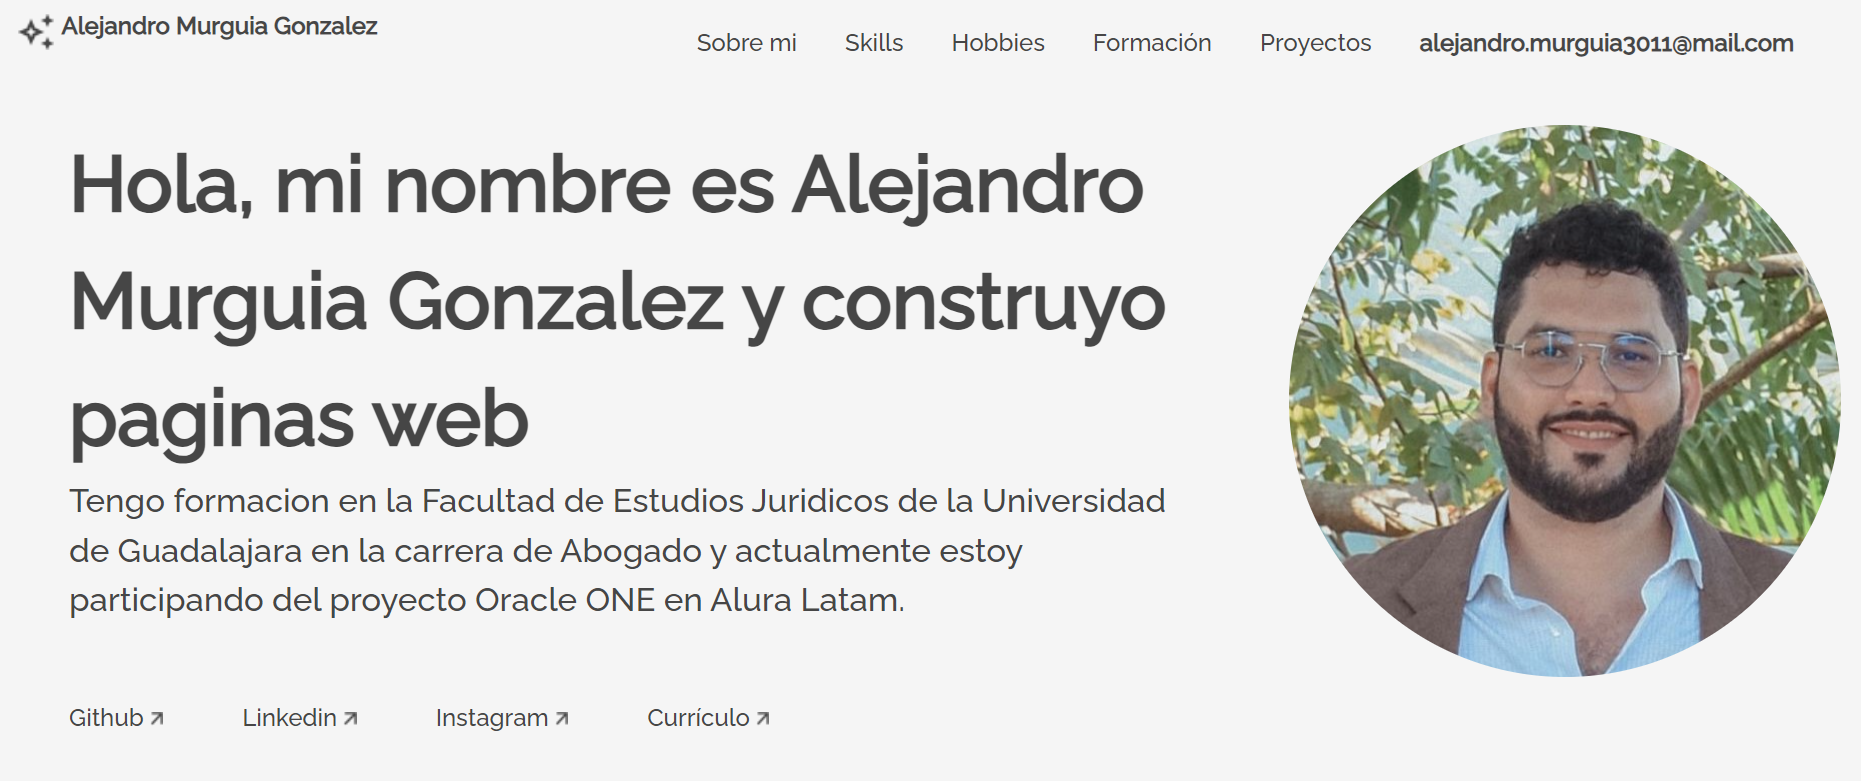 Alejandro Murguia Gonzalez
Sobre mi
Skills
Hobbies
Formación
Proyectos
alejandro.murguia3011@mail.com
Hola, mi nombre es Alejandro
Murguia Gonzalez y construyo
paginas web
Tengo formacion en la Facultad de Estudios Juridicos de la Universidad
de Guadalajara en la carrera de Abogado y actualmente estoy
participando del proyecto Oracle ONE en Alura Latam.
Github
Linkedin
Instagram
Currículo